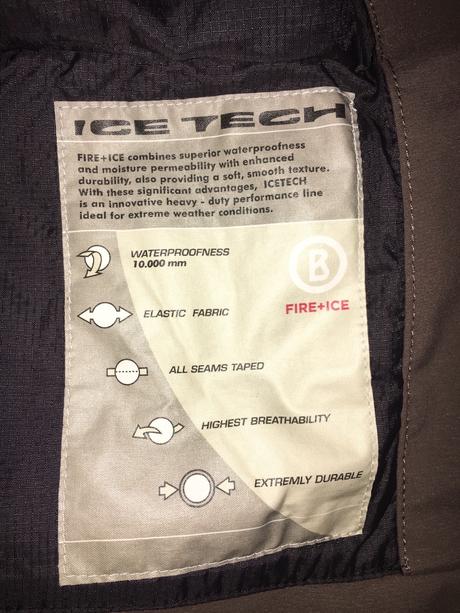 ICE TECH
FIRE+ICE combines superior waterproofness
and moisture permeability with enhanced
durability, also providing a soft, smooth texture.
With these significant advantages, ICETECH
is an innovative heavy - duty performance line
ideal for extreme weather conditions.
WATERPROOFNESS
10.000 mm
B
FIRE+ICE
ELASTIC FABRIC
ALL SEAMS TAPED
HIGHEST BREATHABILITY
EXTREMLY DURABLE